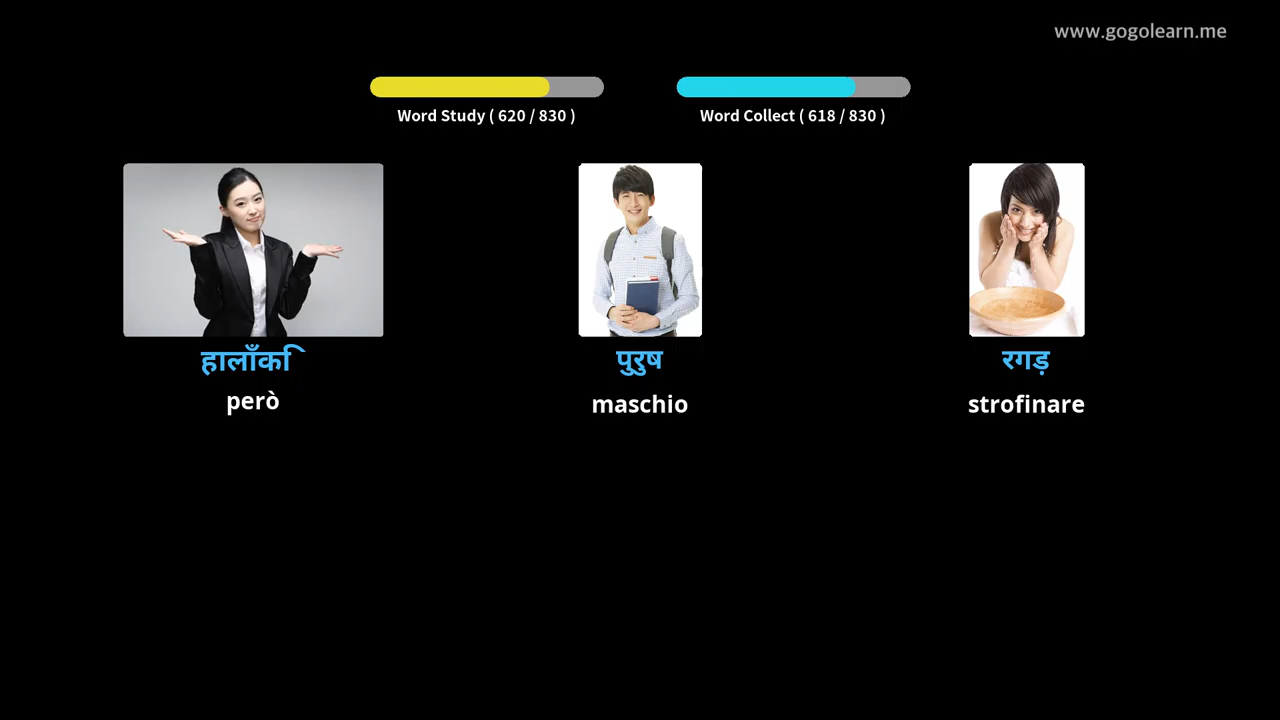 www.gogolearn.me
Word Study ( 620 / 830 )
Word Collect ( 618 / 830 )
हालाँकि
पुरुष
रगड़
però
maschio
strofinare